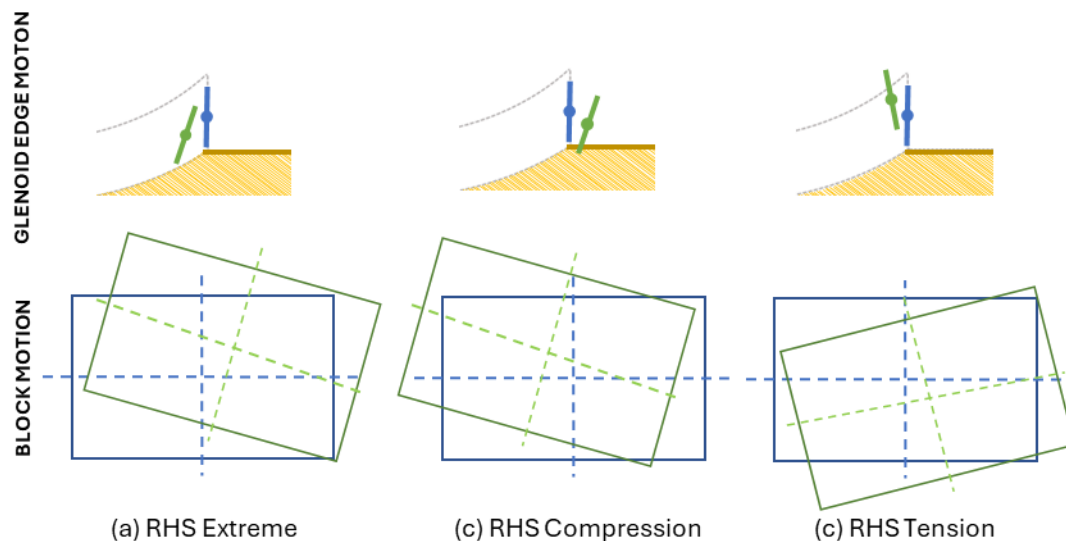 GLENOID EDGE MOTON
BLOCK MOTION
(a) RHS Extreme
(c) RHS Compression
(c) RHS Tension